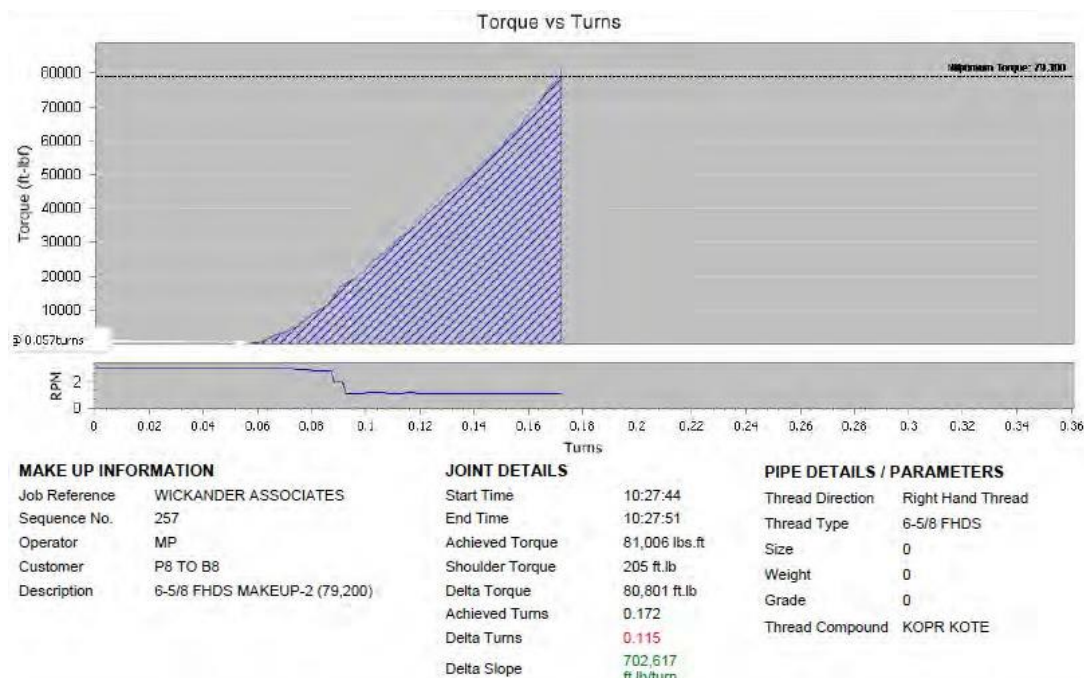 Torque vs Turns
80000
70000
60000
50000
40000
30000
20000
10000
Torque (ft-lbf)
Torque: 79,300
0.057turns
RPM
2
0
0 0.02 0.04 0.06 0.08 0.1 0.12 0.14 0.16 0.18 0.2 0.22 0.24 0.26 0.28 0.3 0.32 0.34 0.36
Turns
MAKE UP INFORMATION
Job Reference WICKANDER ASSOCIATES
Sequence No. 257
Operator MP
Customer P8 TO B8
Description 6-5/8 FHDS MAKEUP-2 (79,200)
JOINT DETAILS
Start Time 10:27:44
End Time 10:27:51
Achieved Torque 81,006 lbs.ft
Shoulder Torque 205 ft.lb
Delta Torque 80,801 ft.lb
Achieved Turns 0.172
Delta Turns 0.115
Delta Slope 702,617
ft.lb/turn
PIPE DETAILS / PARAMETERS
Thread Direction Right Hand Thread
Thread Type 6-5/8 FHDS
Size 0
Weight 0
Grade 0
Thread Compound KOPR KOTE